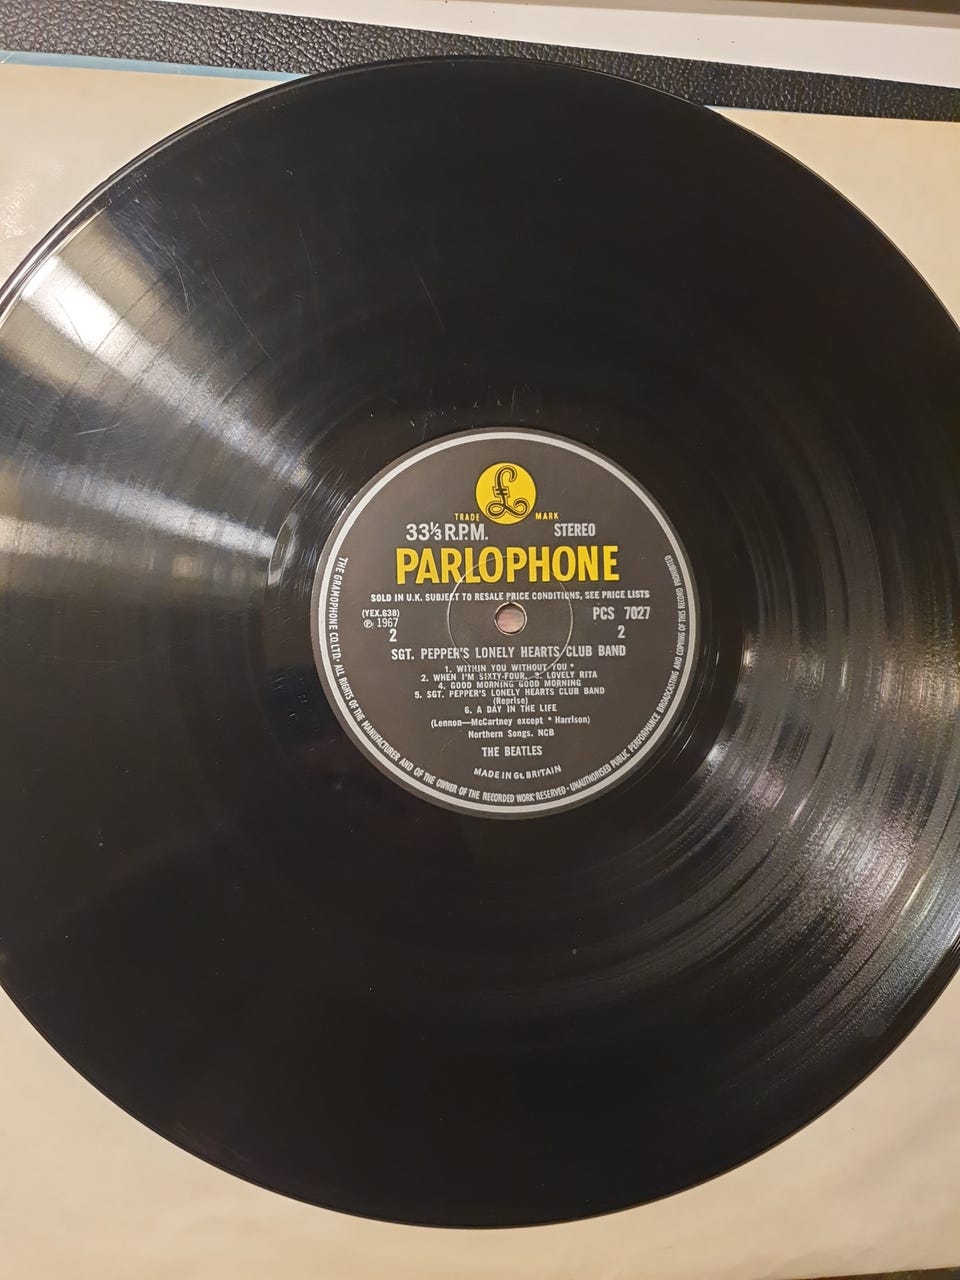 £
TRADE MARK
33⅓ R.P.M. STEREO
PARLOPHONE
SOLD IN U.K. SUBJECT TO RESALE PRICE CONDITIONS, SEE PRICE LISTS
(YEX.638) PCS 7027
℗ 1967
2 2
SGT. PEPPER'S LONELY HEARTS CLUB BAND
1. WITHIN YOU WITHOUT YOU *
2. WHEN I'M SIXTY-FOUR. 3. LOVELY RITA
4. GOOD MORNING GOOD MORNING
5. SGT. PEPPER'S LONELY HEARTS CLUB BAND
(Reprise)
6. A DAY IN THE LIFE
(Lennon—McCartney except * Harrison)
Northern Songs. NCB
THE BEATLES
MADE IN Gt. BRITAIN
THE GRAMOPHONE CO. LTD. • ALL RIGHTS OF THE MANUFACTURER AND OF THE OWNER OF THE RECORDED WORK RESERVED • UNAUTHORISED PUBLIC PERFORMANCE BROADCASTING AND COPYING OF THIS RECORD PROHIBITED